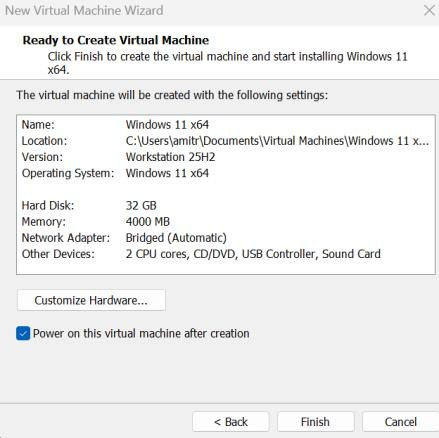 New Virtual Machine Wizard
Ready to Create Virtual Machine
Click Finish to create the virtual machine and start installing Windows 11
x64.
The virtual machine will be created with the following settings:
Name: Windows 11 x64
Location: C:\Users\amitr\Documents\Virtual Machines\Windows 11 x...
Version: Workstation 25H2
Operating System: Windows 11 x64
Hard Disk: 32 GB
Memory: 4000 MB
Network Adapter: Bridged (Automatic)
Other Devices: 2 CPU cores, CD/DVD, USB Controller, Sound Card
Customize Hardware...
Power on this virtual machine after creation
< Back Finish Cancel